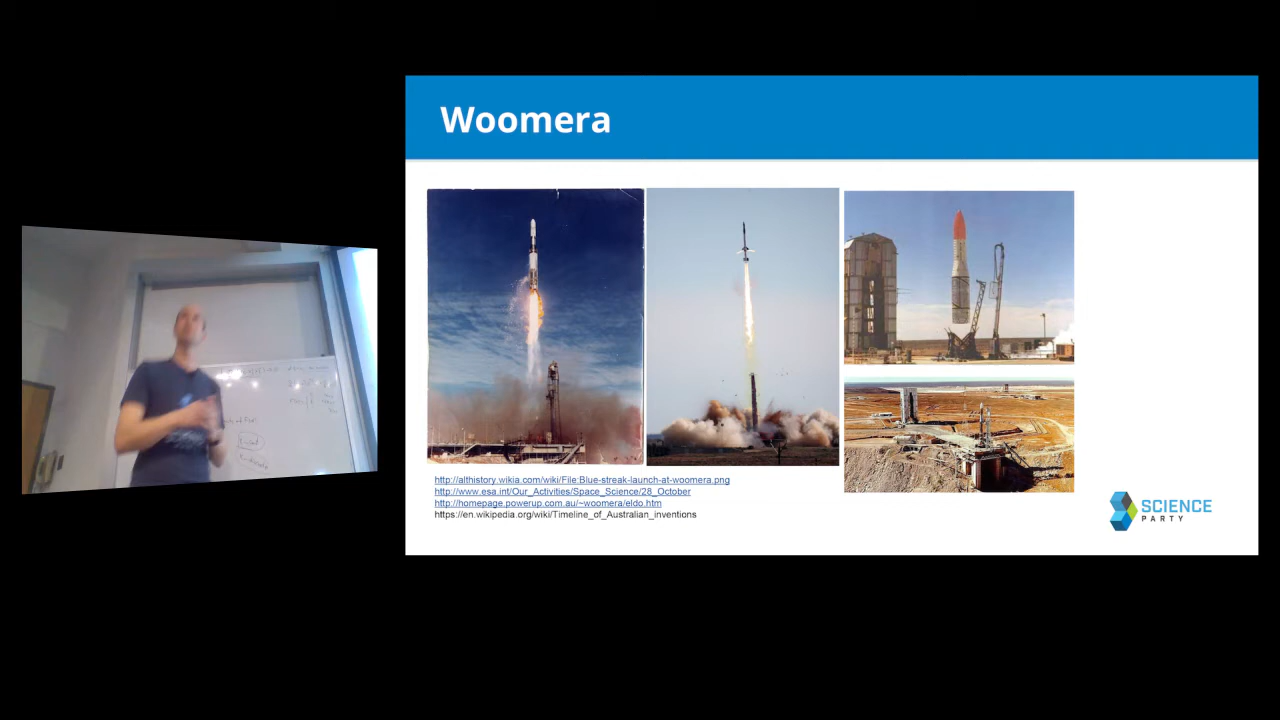 Woomera
http://althistory.wikia.com/wiki/File:Blue-streak-launch-at-woomera.png
http://www.esa.int/Our_Activities/Space_Science/28_October
http://homepage.powerup.com.au/~woomera/eldo.htm
https://en.wikipedia.org/wiki/Timeline_of_Australian_inventions
SCIENCE
PARTY